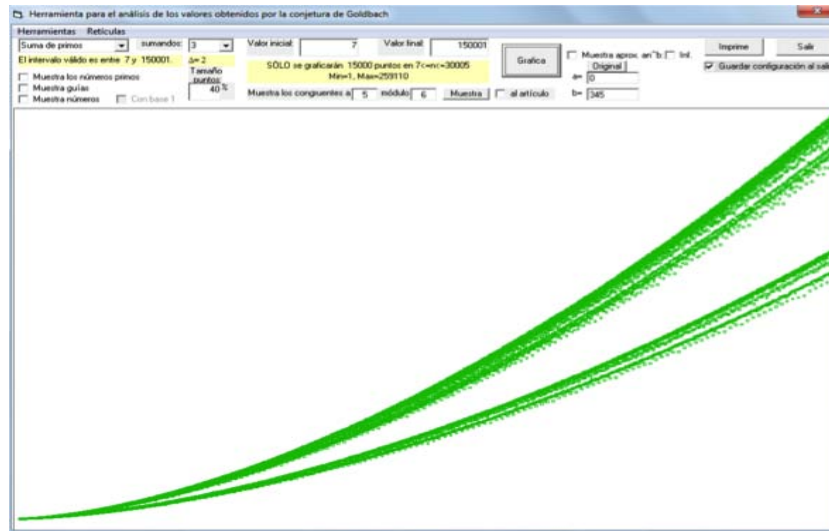 Herramienta para el análisis de los valores obtenidos por la conjetura de Goldbach
Herramientas Retículas
Suma de primos sumandos: 3 Valor inicial: 7 Valor final: 150001
El intervalo válido es entre 7 y 150001. Δ= 2
Muestra los números primos
Muestra guías
Muestra números Con base 1
Tamaño
puntos:
40 %
SÓLO se graficarán 15000 puntos en 7<=n<=30005
Min=1, Max=259110
Muestra los congruentes a 5 módulo 6 Muestra al artículo
Grafica
Muestra aprox. an^b Inf.
Original
a= 0
b= 345
Imprime Salir
Guardar configuración al salir